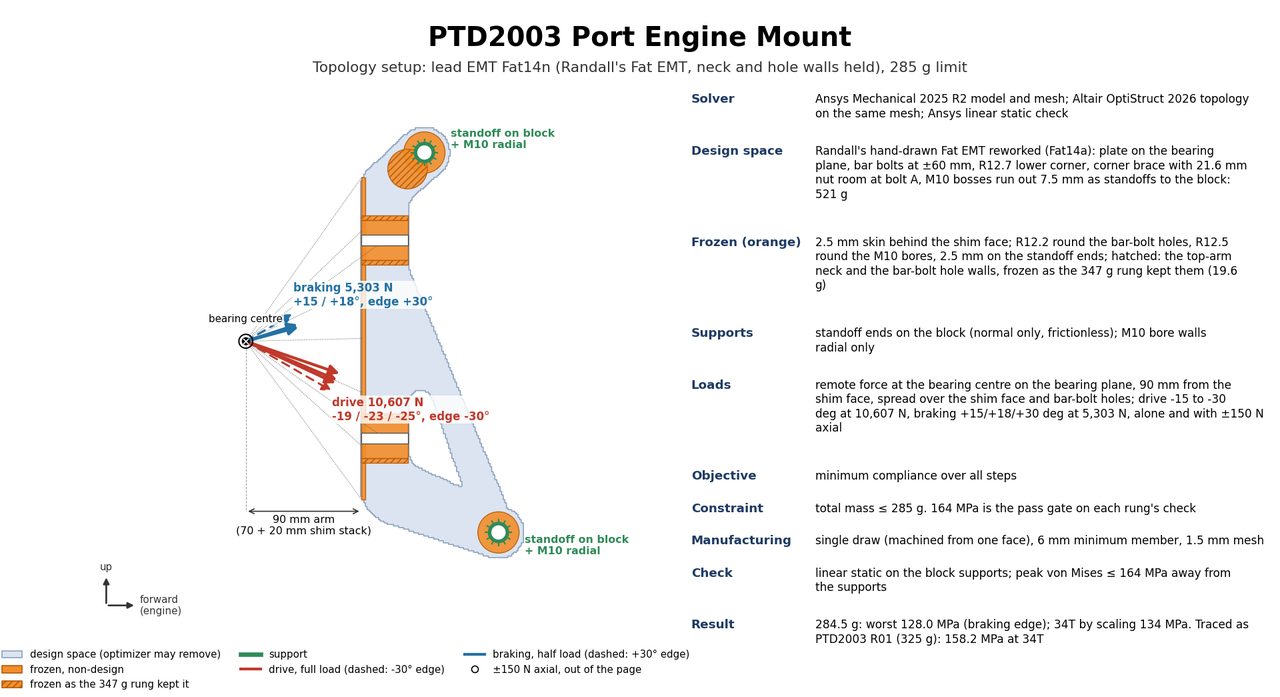 PTD2003 Port Engine Mount
Topology setup: lead EMT Fat14n (Randall's Fat EMT, neck and hole walls held), 285 g limit
standoff on block
+ M10 radial
braking 5,303 N
+15 / +18°, edge +30°
bearing centre
drive 10,607 N
-19 / -23 / -25°, edge -30°
90 mm arm
(70 + 20 mm shim stack)
standoff on block
+ M10 radial
up
forward
(engine)
design space (optimizer may remove)
frozen, non-design
frozen as the 347 g rung kept it
support
drive, full load (dashed: -30° edge)
braking, half load (dashed: +30° edge)
±150 N axial, out of the page
Solver
Ansys Mechanical 2025 R2 model and mesh; Altair OptiStruct 2026 topology
on the same mesh; Ansys linear static check
Design space
Randall's hand-drawn Fat EMT reworked (Fat14a): plate on the bearing
plane, bar bolts at ±60 mm, R12.7 lower corner, corner brace with 21.6 mm
nut room at bolt A, M10 bosses run out 7.5 mm as standoffs to the block:
521 g
Frozen (orange)
2.5 mm skin behind the shim face; R12.2 round the bar-bolt holes, R12.5
round the M10 bores, 2.5 mm on the standoff ends; hatched: the top-arm
neck and the bar-bolt hole walls, frozen as the 347 g rung kept them (19.6
g)
Supports
standoff ends on the block (normal only, frictionless); M10 bore walls
radial only
Loads
remote force at the bearing centre on the bearing plane, 90 mm from the
shim face, spread over the shim face and bar-bolt holes; drive -15 to -30
deg at 10,607 N, braking +15/+18/+30 deg at 5,303 N, alone and with ±150 N
axial
Objective
minimum compliance over all steps
Constraint
total mass ≤ 285 g. 164 MPa is the pass gate on each rung's check
Manufacturing
single draw (machined from one face), 6 mm minimum member, 1.5 mm mesh
Check
linear static on the block supports; peak von Mises ≤ 164 MPa away from
the supports
Result
284.5 g: worst 128.0 MPa (braking edge); 34T by scaling 134 MPa. Traced as
PTD2003 R01 (325 g): 158.2 MPa at 34T